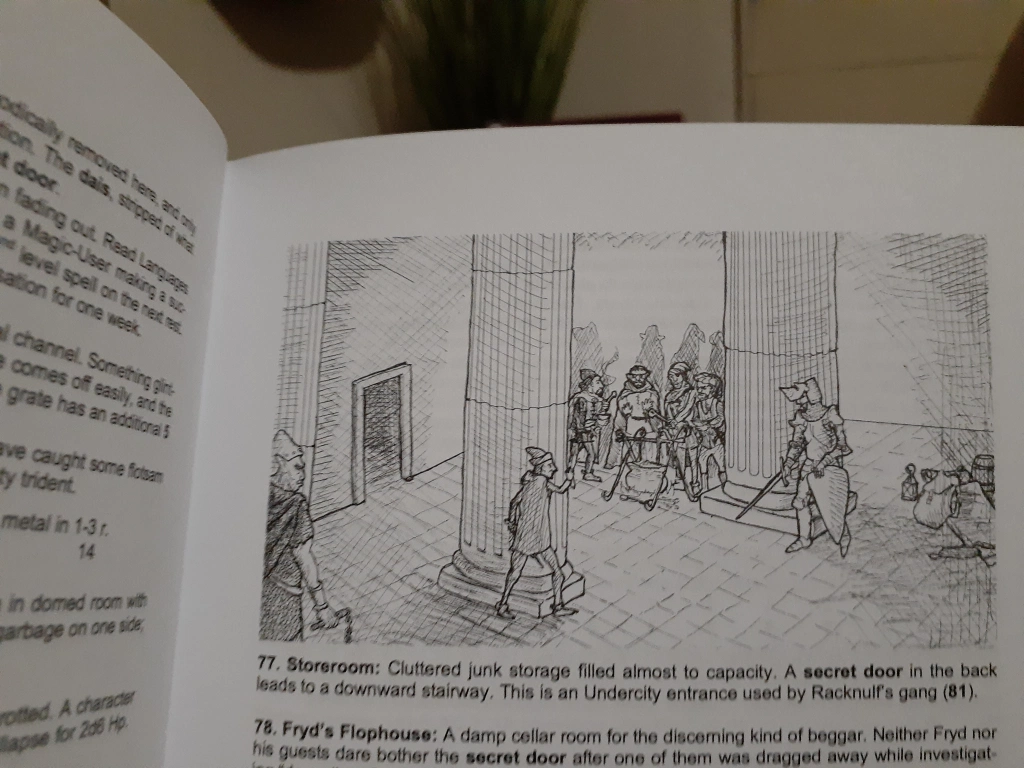 odically removed here, and only
tion. The dais, stripped of what
t door.
n fading out. Read Languages
a Magic-User making a suc-
level spell on the next rest.
sation for one week.
al channel. Something glint-
e comes off easily, and the
grate has an additional 5
ave caught some flotsam
ty trident.
metal in 1-3 r.
14
in domed room with
garbage on one side;
rotted. A character
llapse for 2d6 Hp.
77. Storeroom: Cluttered junk storage filled almost to capacity. A secret door in the back
leads to a downward stairway. This is an Undercity entrance used by Racknulf's gang (81).
78. Fryd's Flophouse: A damp cellar room for the discerning kind of beggar. Neither Fryd nor
his guests dare bother the secret door after one of them was dragged away while investigat-